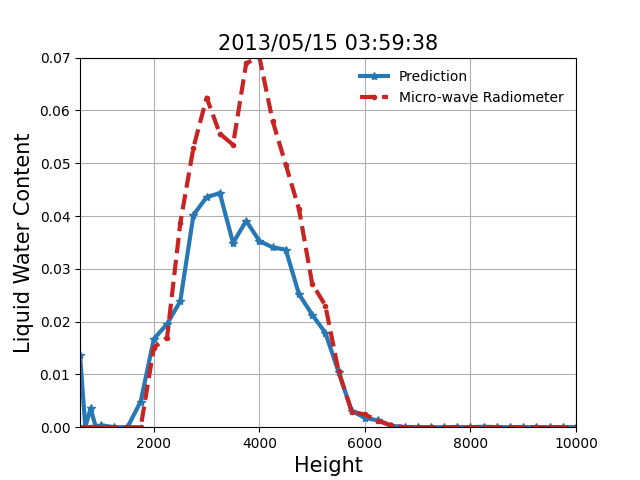 2013/05/15 03:59:38
0.07
0.06
0.05
0.04
0.03
0.02
0.01
0.00
Liquid Water Content
Prediction
Micro-wave Radiometer
2000 4000 6000 8000 10000
Height